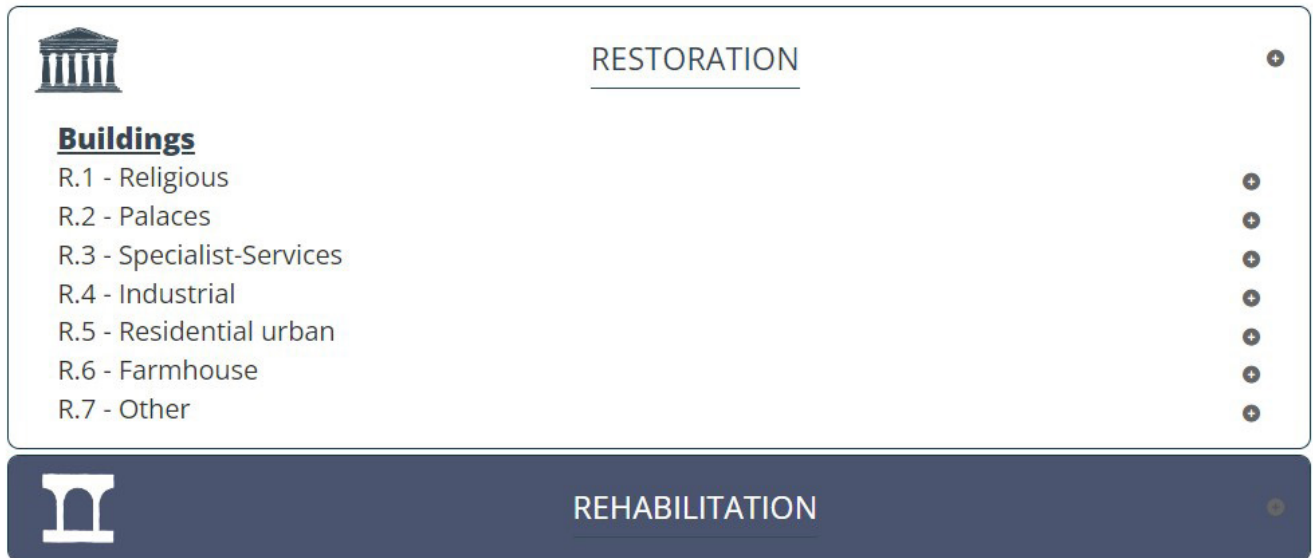 RESTORATION
Buildings
R.1 - Religious
R.2 - Palaces
R.3 - Specialist-Services
R.4 - Industrial
R.5 - Residential urban
R.6 - Farmhouse
R.7 - Other
REHABILITATION